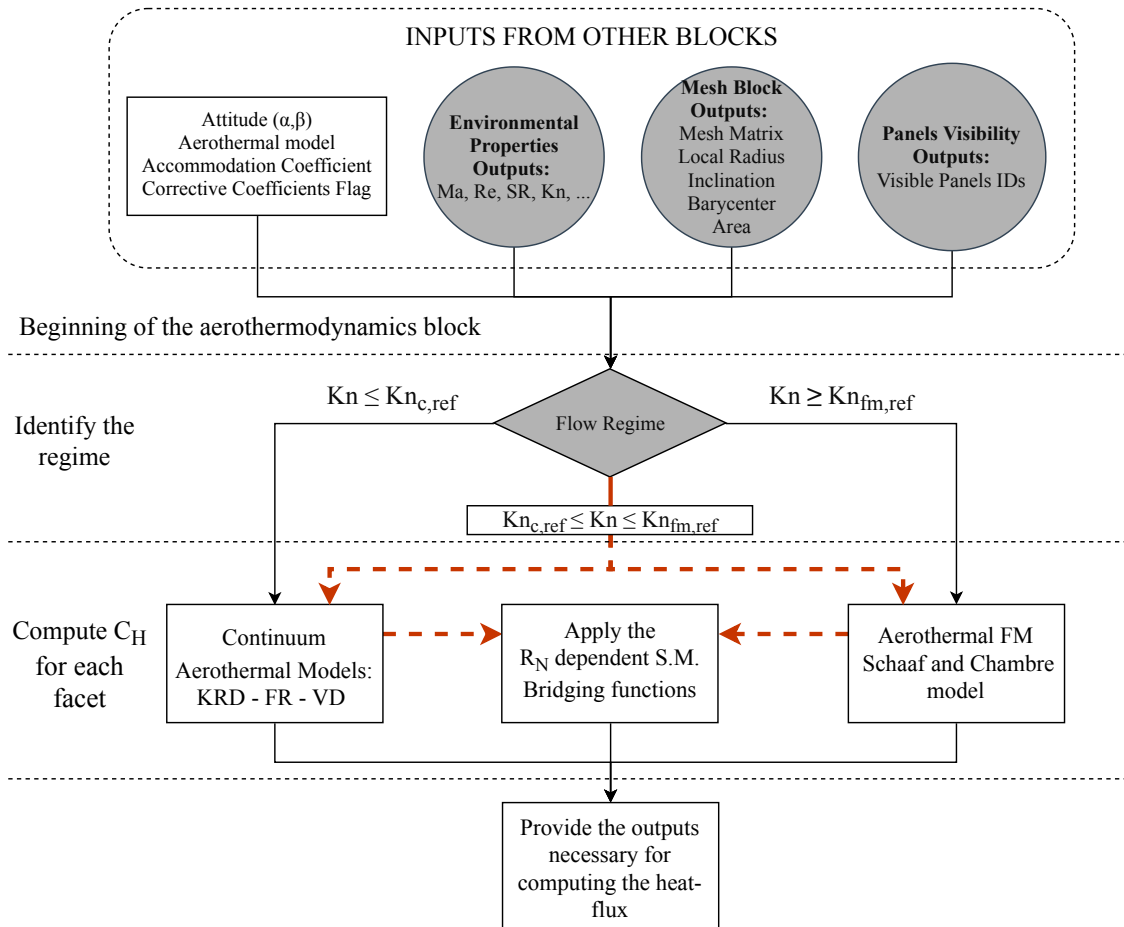 INPUTS FROM OTHER BLOCKS
Attitude (α,β)
Aerothermal model
Accommodation Coefficient
Corrective Coefficients Flag
Environmental
Properties
Outputs:
Ma, Re, SR, Kn, ...
Mesh Block
Outputs:
Mesh Matrix
Local Radius
Inclination
Barycenter
Area
Panels Visibility
Outputs:
Visible Panels IDs
Beginning of the aerothermodynamics block
Identify the
regime
Kn ≤ Kn_c,ref
Flow Regime
Kn ≥ Kn_fm,ref
Kn_c,ref ≤ Kn ≤ Kn_fm,ref
Compute C_H
for each
facet
Continuum
Aerothermal Models:
KRD - FR - VD
Apply the
R_N dependent S.M.
Bridging functions
Aerothermal FM
Schaaf and Chambre
model
Provide the outputs
necessary for
computing the heat-
flux